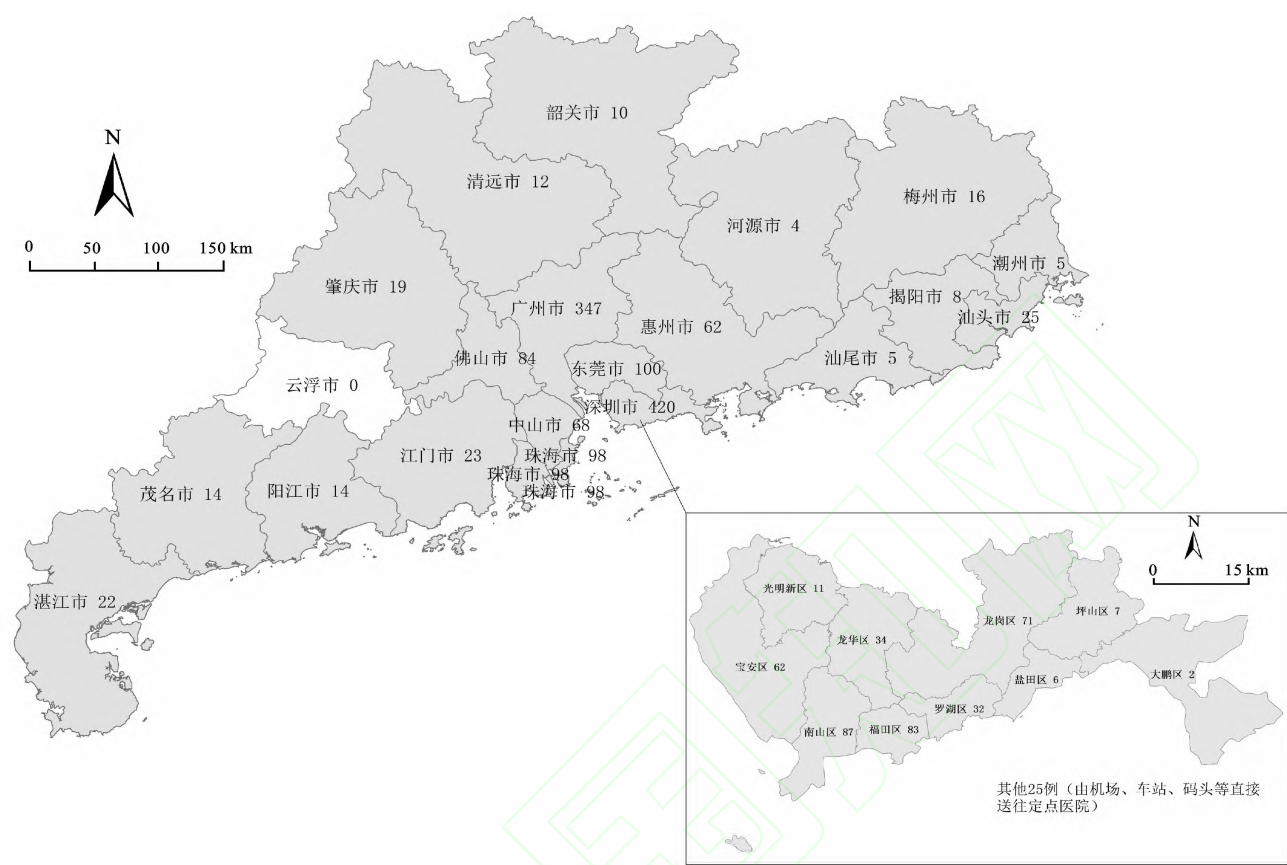 韶关市 10
N
清远市 12
梅州市 16
河源市 4
0 50 100 150 km
潮州市 5
肇庆市 19
揭阳市 8
广州市 347
汕头市 25
惠州市 62
佛山市 84
汕尾市 5
东莞市 100
云浮市 0
深圳市 420
中山市 68
江门市 23
珠海市 98
珠海市 98
珠海市 98
茂名市 14
阳江市 14
湛江市 22
N
0 15 km
光明新区 11
坪山区 7
龙岗区 71
龙华区 34
宝安区 62
大鹏区 2
盐田区 6
罗湖区 32
南山区 87
福田区 83
其他25例（由机场、车站、码头等直接
送往定点医院）